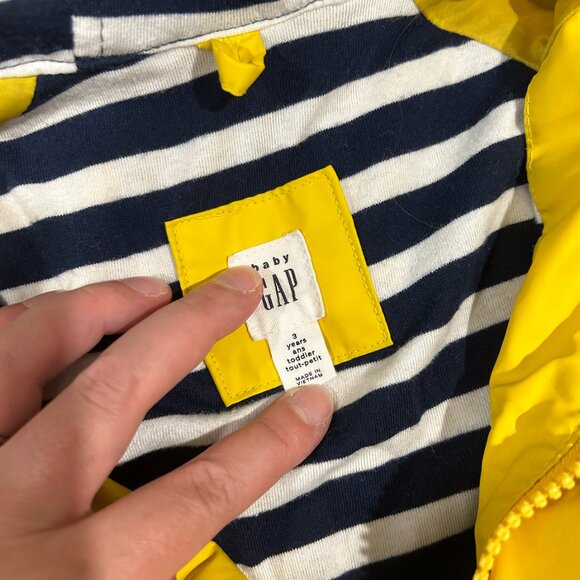 baby
GAP
3
years
ans
toddler
tout-petit
MADE IN
VIETNAM